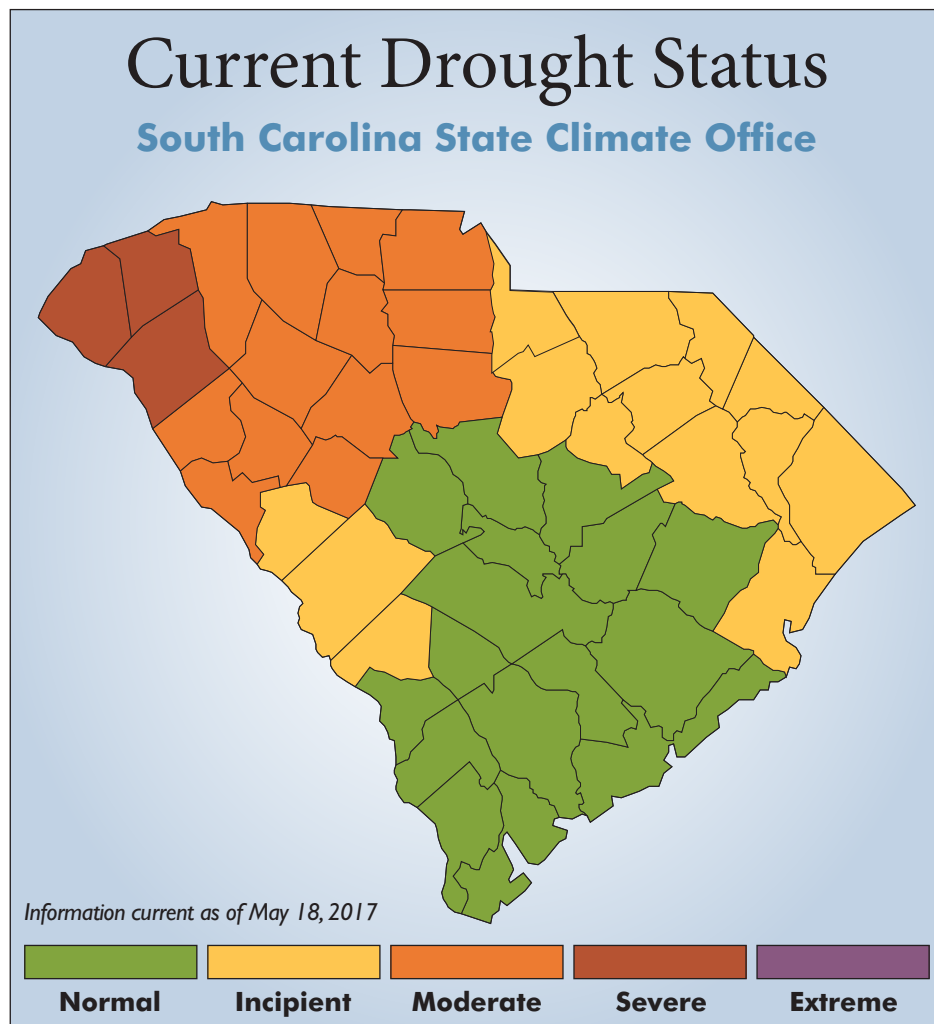 Current Drought Status
South Carolina State Climate Office
Information current as of May 18, 2017
Normal
Incipient
Moderate
Severe
Extreme